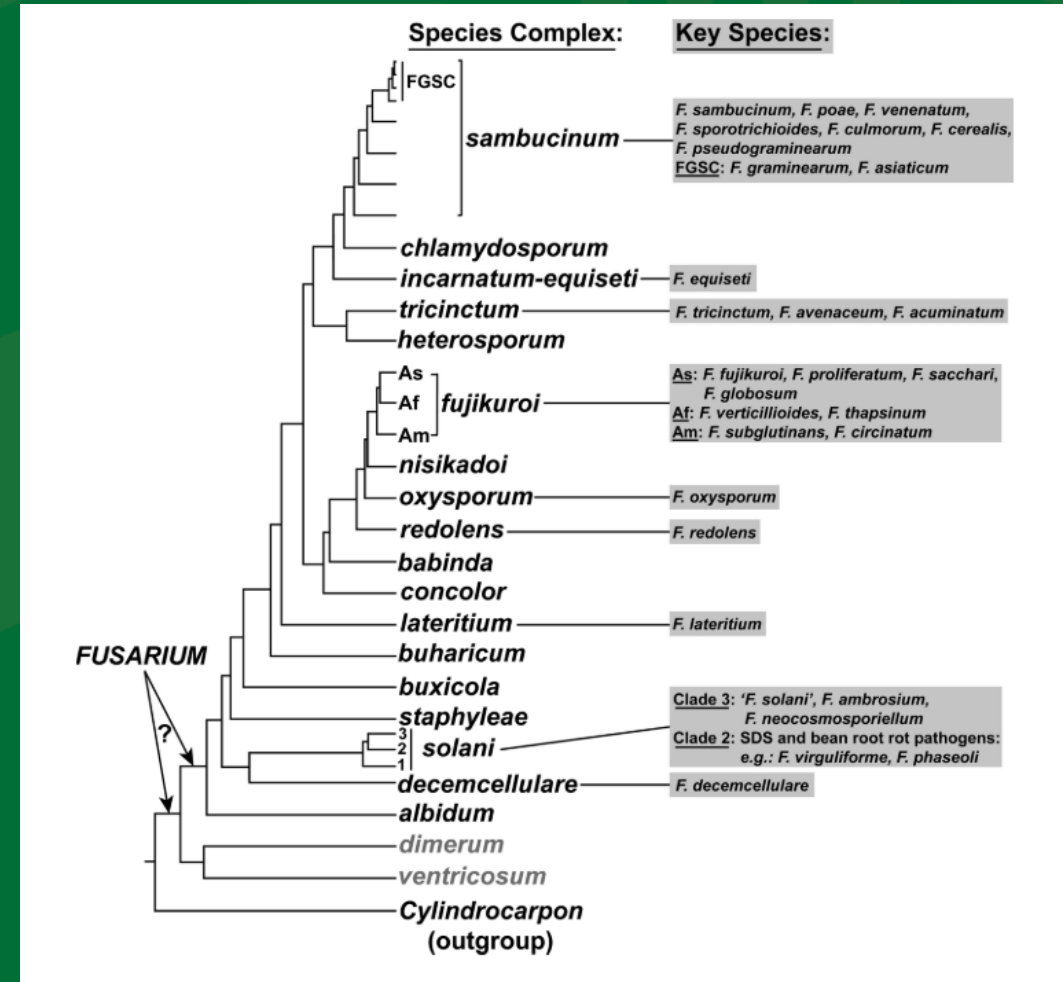 Species Complex:
Key Species:
FGSC
sambucinum
F. sambucinum, F. poae, F. venenatum,
F. sporotrichioides, F. culmorum, F. cerealis,
F. pseudograminearum
FGSC: F. graminearum, F. asiaticum
chlamydosporum
incarnatum-equiseti
F. equiseti
tricinctum
F. tricinctum, F. avenaceum, F. acuminatum
heterosporum
As
Af
Am
fujikuroi
As: F. fujikuroi, F. proliferatum, F. sacchari,
F. globosum
Af: F. verticillioides, F. thapsinum
Am: F. subglutinans, F. circinatum
nisikadoi
oxysporum
F. oxysporum
redolens
F. redolens
babinda
concolor
lateritium
F. lateritium
buharicum
FUSARIUM
?
buxicola
staphyleae
3
2
1
solani
Clade 3: ‘F. solani’, F. ambrosium,
F. neocosmosporiellum
Clade 2: SDS and bean root rot pathogens:
e.g.: F. virguliforme, F. phaseoli
decemcellulare
F. decemcellulare
albidum
dimerum
ventricosum
Cylindrocarpon
(outgroup)